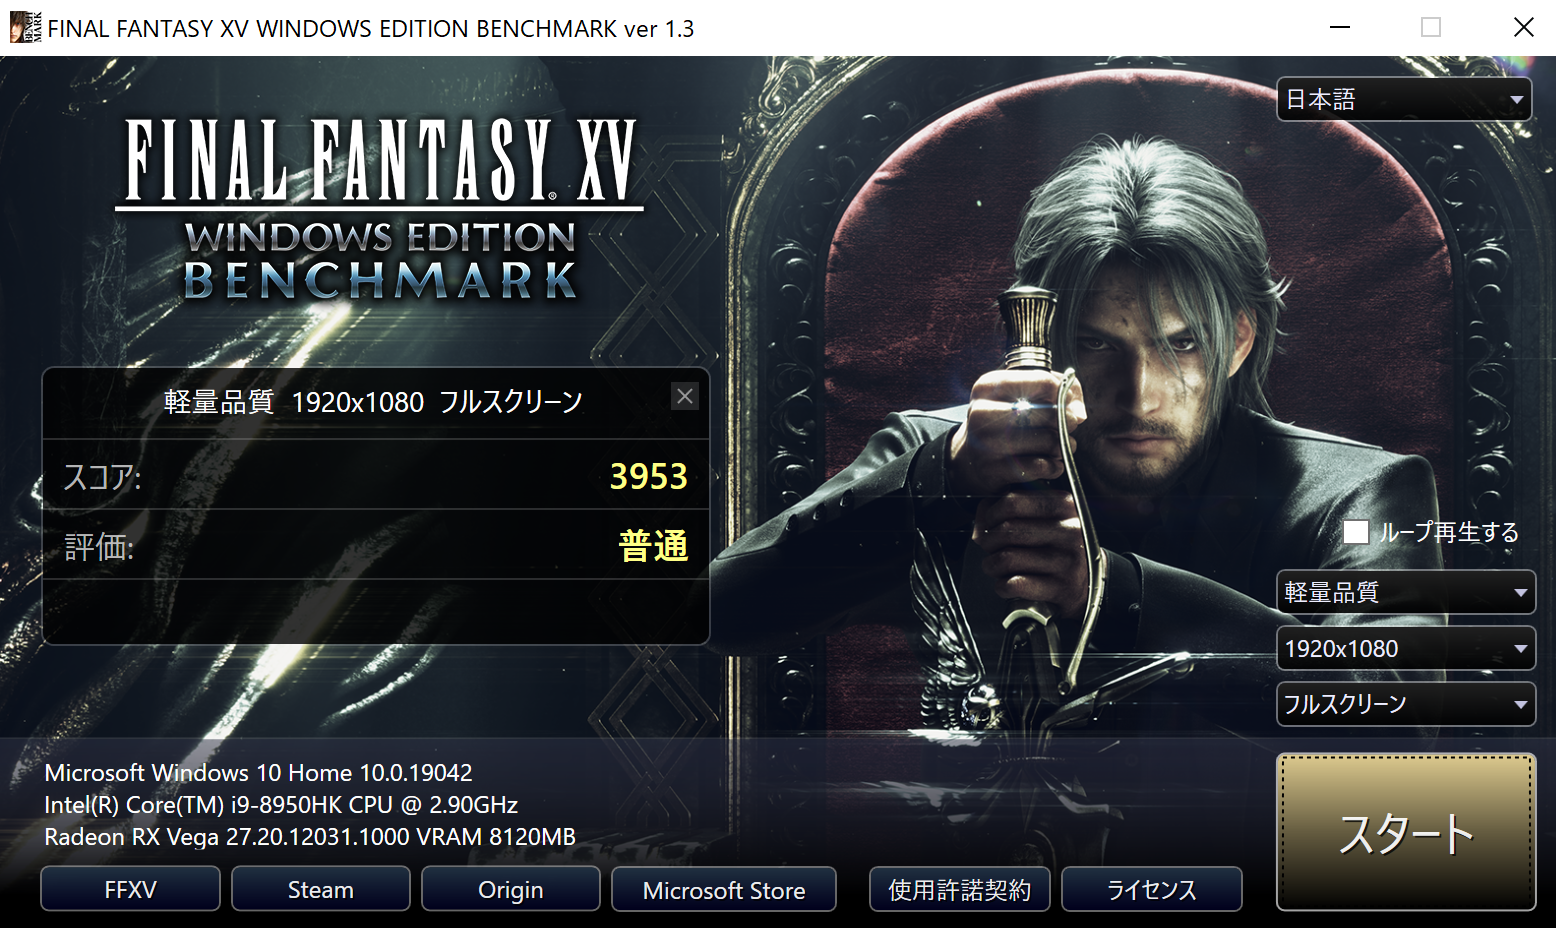 FINAL FANTASY XV WINDOWS EDITION BENCHMARK ver 1.3
日本語
FINAL FANTASY® XV
WINDOWS EDITION
BENCHMARK
軽量品質 1920x1080 フルスクリーン
スコア: 3953
評価: 普通
ループ再生する
軽量品質
1920x1080
フルスクリーン
Microsoft Windows 10 Home 10.0.19042
Intel(R) Core(TM) i9-8950HK CPU @ 2.90GHz
Radeon RX Vega 27.20.12031.1000 VRAM 8120MB
スタート
FFXV Steam Origin Microsoft Store 使用許諾契約 ライセンス